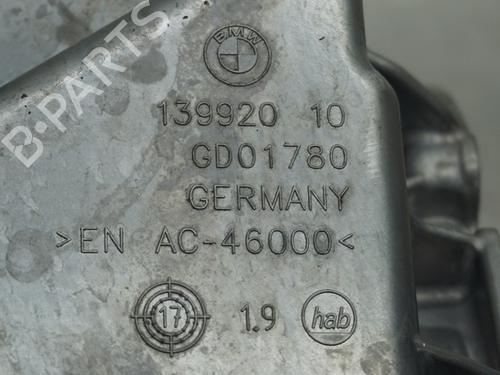 BMW
139920 10
GD01780
GERMANY
>EN AC-46000<
17 1.9 hab
B-PARTS